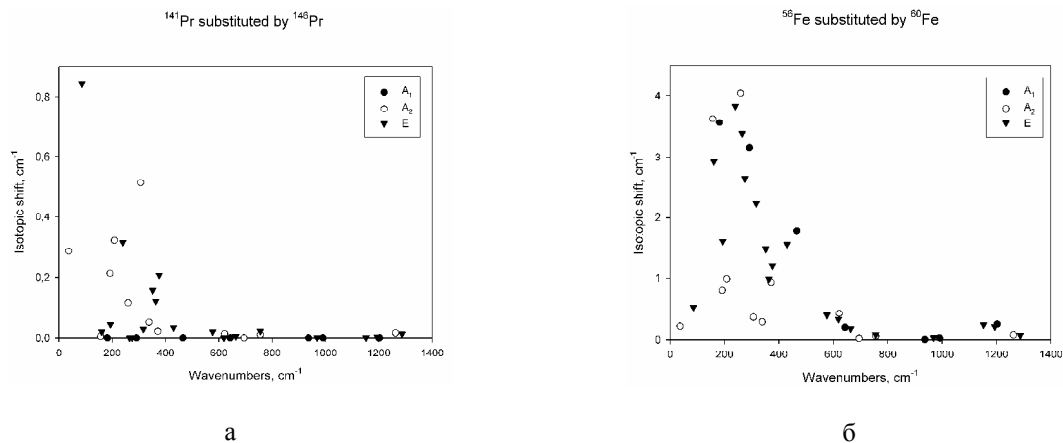 ¹⁴¹Pr substituted by ¹⁴⁶Pr
Isotopic shift, cm⁻¹
0,8
0,6
0,4
0,2
0,0
0 200 400 600 800 1000 1200 1400
Wavenumbers, cm⁻¹
A₁
A₂
E
а
⁵⁶Fe substituted by ⁶⁰Fe
Isotopic shift, cm⁻¹
4
3
2
1
0
0 200 400 600 800 1000 1200 1400
Wavenumbers, cm⁻¹
A₁
A₂
E
б